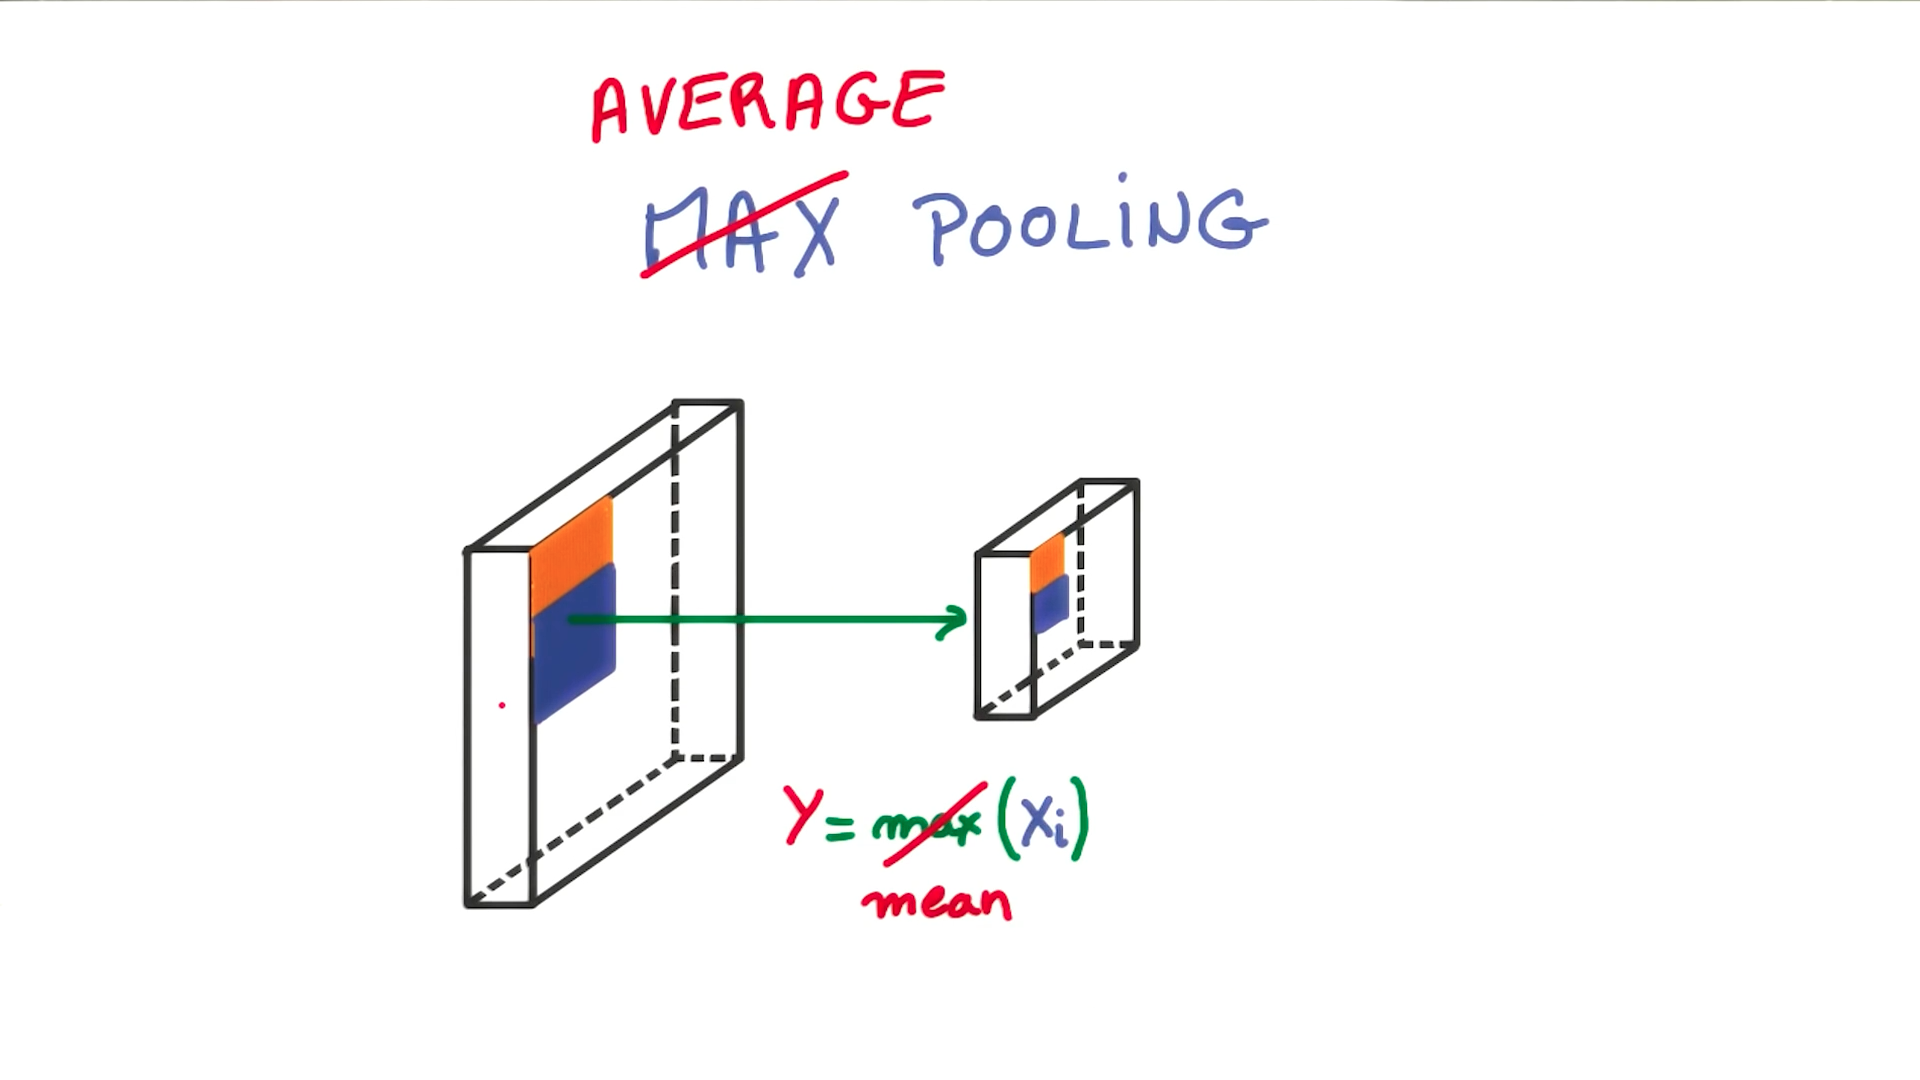 AVERAGE
MAX POOLING
Y = max (Xi)
mean